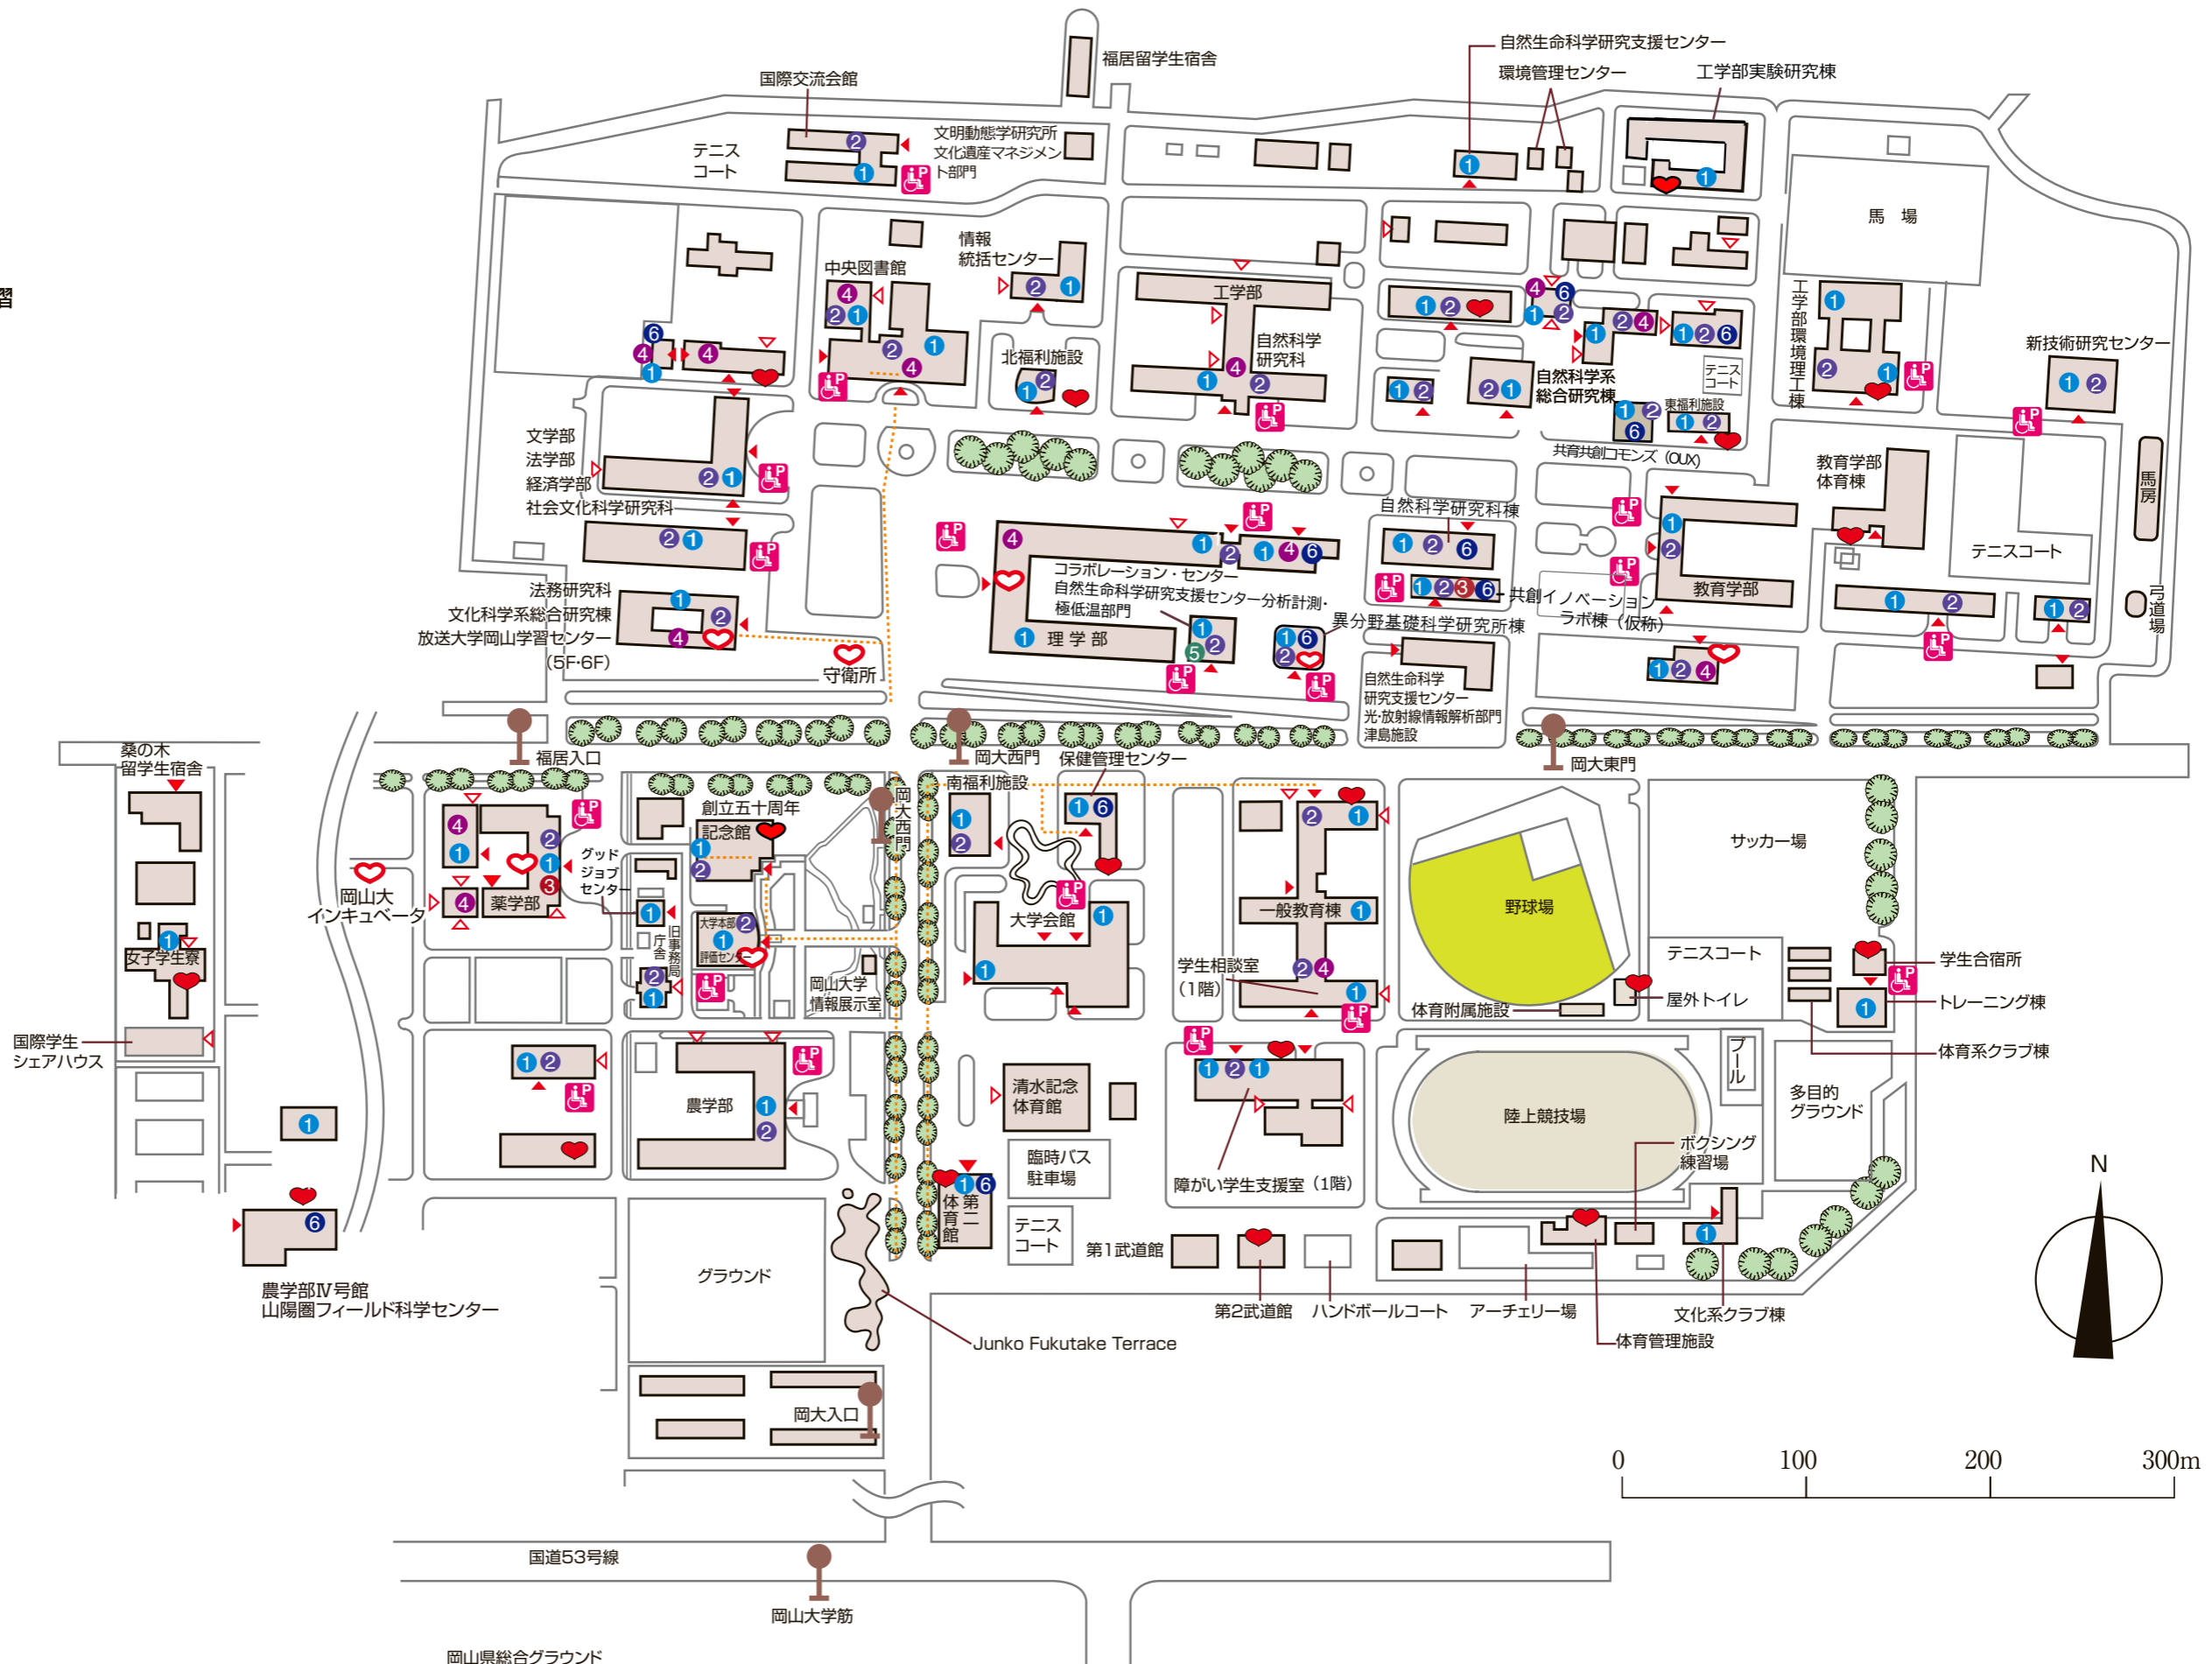 習
福居留学生宿舎
国際交流会館
文明動態学研究所
文化遺産マネジメン
ト部門
テニス
コート
自然生命科学研究支援センター
環境管理センター
工学部実験研究棟
馬　場
情報
統括センター
中央図書館
北福利施設
工学部
自然科学
研究科
自然科学系
総合研究棟
テニス
コート
東福利施設
共育共創コモンズ（OUX）
工学部環境理工棟
新技術研究センター
文学部
法学部
経済学部
社会文化科学研究科
法務研究科
文化科学系総合研究棟
放送大学岡山学習センター
（5F・6F）
守衛所
コラボレーション・センター
自然生命科学研究支援センター分析計測・
極低温部門
理学部
自然科学研究科棟
共創イノベーション
ラボ棟（仮称）
異分野基礎科学研究所棟
自然生命科学
研究支援センター
光・放射線情報解析部門
津島施設
教育学部
教育学部
体育棟
テニスコート
馬房
弓道場
福居入口
岡大西門
岡大東門
桑の木
留学生宿舎
女子学生寮
国際学生
シェアハウス
岡山大
インキュベータ
薬学部
グッド
ジョブ
センター
創立五十周年
記念館
岡大西門
大学本部
評価センター
旧事務局
庁舎
岡山大学
情報展示室
南福利施設
保健管理センター
大学会館
一般教育棟
学生相談室
（1階）
野球場
サッカー場
テニスコート
体育附属施設
屋外トイレ
学生合宿所
トレーニング棟
体育系クラブ棟
プール
多目的
グラウンド
陸上競技場
ボクシング
練習場
農学部
清水記念
体育館
臨時バス
駐車場
障がい学生支援室（1階）
第二
体育館
テニス
コート
第1武道館
第2武道館
ハンドボールコート
アーチェリー場
体育管理施設
文化系クラブ棟
農学部Ⅳ号館
山陽圏フィールド科学センター
グラウンド
Junko Fukutake Terrace
岡大入口
N
0 100 200 300m
国道53号線
岡山大学筋
岡山県総合グラウンド